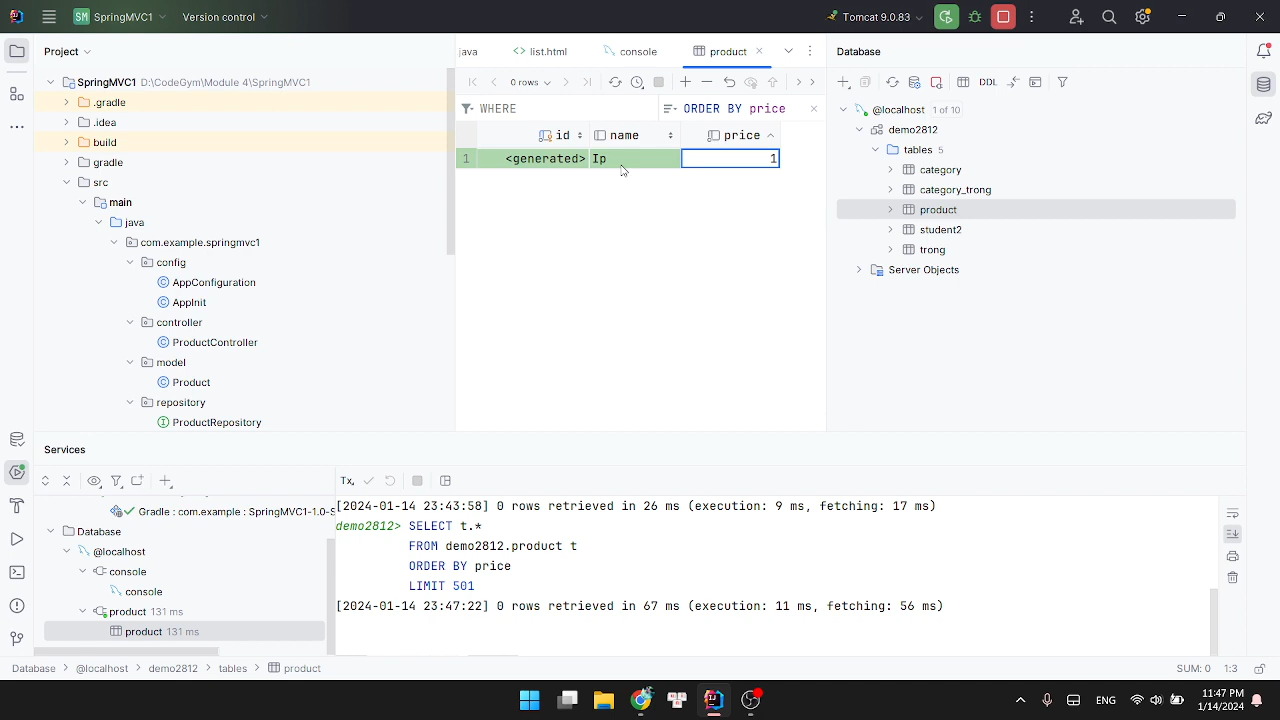 SM SpringMVC1 Version control Tomcat 9.0.83
Project
SpringMVC1 D:\CodeGym\Module 4\SpringMVC1
.gradle
.idea
build
gradle
src
main
java
com.example.springmvc1
config
AppConfiguration
AppInit
controller
ProductController
model
Product
repository
ProductRepository
java <> list.html console product
0 rows
WHERE ORDER BY price
id name price
1 <generated> Ip 1
Database
DDL
@localhost 1 of 10
demo2812
tables 5
category
category_trong
product
student2
trong
Server Objects
Services
Gradle : com.example : SpringMVC1-1.0-S
Database
@localhost
console
console
product 131 ms
product 131 ms
Tx
[2024-01-14 23:43:58] 0 rows retrieved in 26 ms (execution: 9 ms, fetching: 17 ms)
demo2812> SELECT t.*
FROM demo2812.product t
ORDER BY price
LIMIT 501
[2024-01-14 23:47:22] 0 rows retrieved in 67 ms (execution: 11 ms, fetching: 56 ms)
Database > @localhost > demo2812 > tables > product SUM: 0 1:3
ENG 11:47 PM
1/14/2024